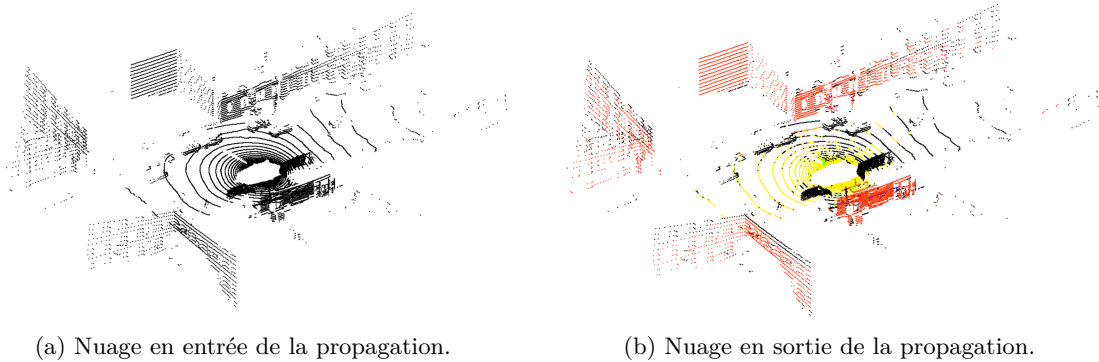 (a) Nuage en entrée de la propagation.
(b) Nuage en sortie de la propagation.